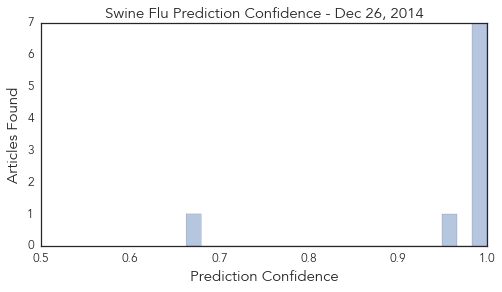 Swine Flu Prediction Confidence - Dec 26, 2014
7
6
5
4
3
2
1
0
Articles Found
0.5 0.6 0.7 0.8 0.9 1.0
Prediction Confidence